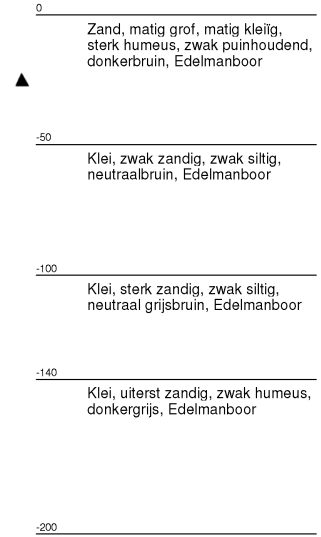 0
Zand, matig grof, matig kleiïg,
sterk humeus, zwak puinhoudend,
donkerbruin, Edelmanboor
-50
Klei, zwak zandig, zwak siltig,
neutraalbruin, Edelmanboor
-100
Klei, sterk zandig, zwak siltig,
neutraal grijsbruin, Edelmanboor
-140
Klei, uiterst zandig, zwak humeus,
donkergrijs, Edelmanboor
-200